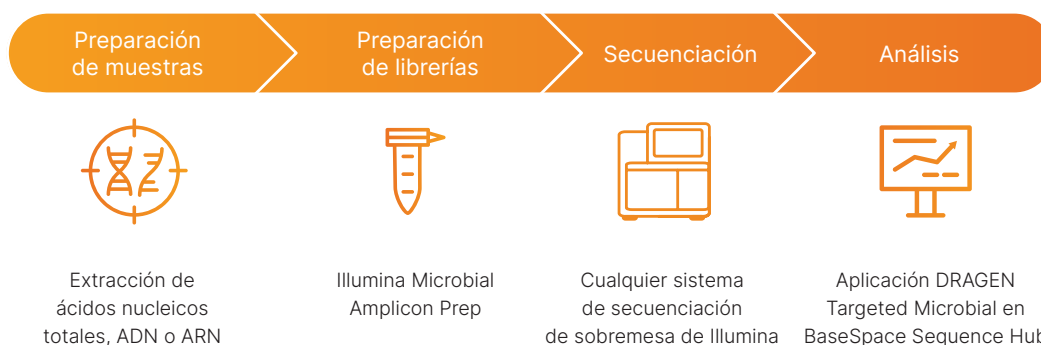 Preparación
de muestras
Preparación
de librerías
Secuenciación
Análisis
Extracción de
ácidos nucleicos
totales, ADN o ARN
Illumina Microbial
Amplicon Prep
Cualquier sistema
de secuenciación
de sobremesa de Illumina
Aplicación DRAGEN
Targeted Microbial en
BaseSpace Sequence Hub